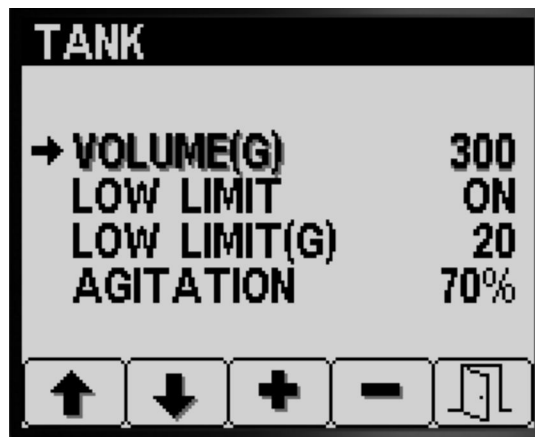 TANK
VOLUME(G) 300
LOW LIMIT ON
LOW LIMIT(G) 20
AGITATION 70%